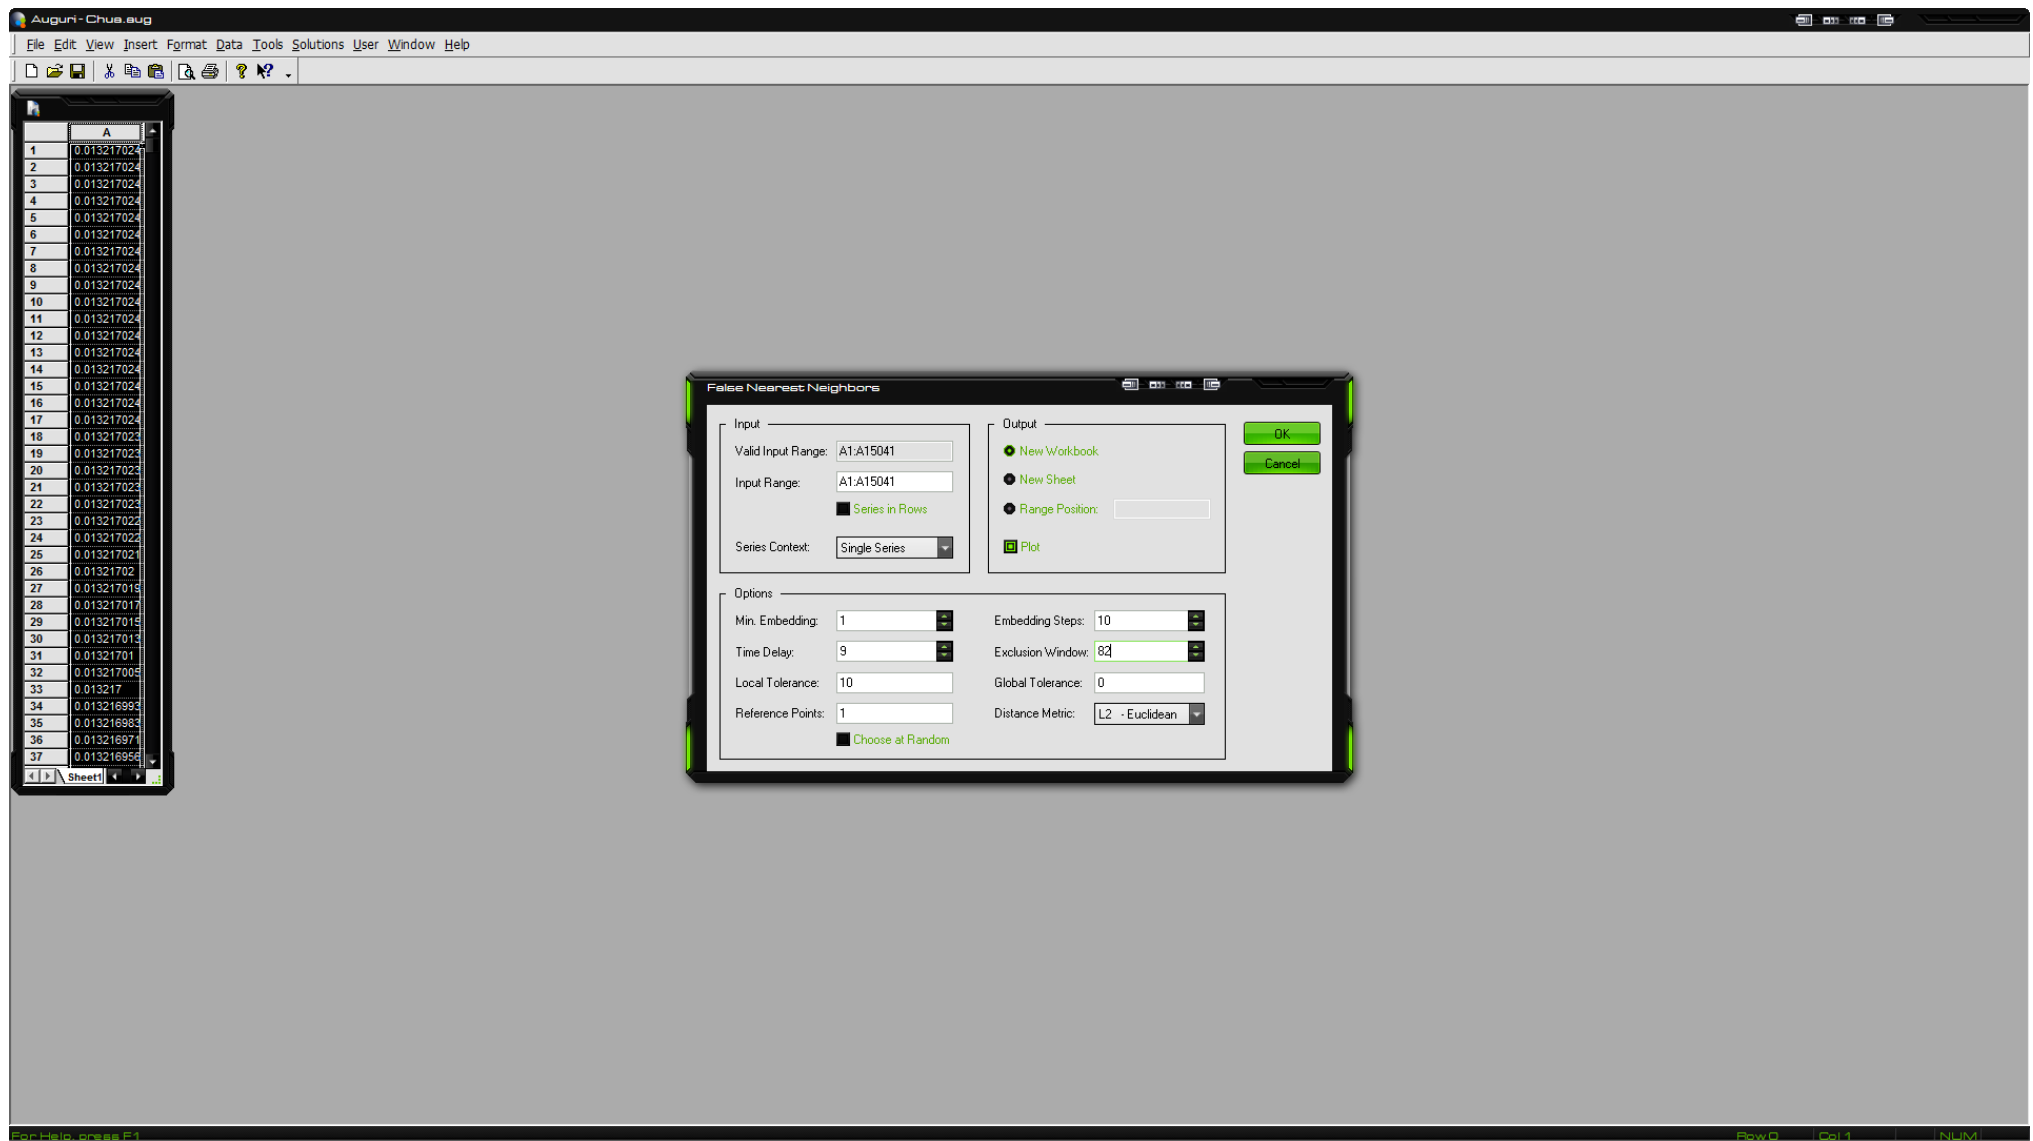 Auguri - Chua.aug
File Edit View Insert Format Data Tools Solutions User Window Help
A
1 0.013217024
2 0.013217024
3 0.013217024
4 0.013217024
5 0.013217024
6 0.013217024
7 0.013217024
8 0.013217024
9 0.013217024
10 0.013217024
11 0.013217024
12 0.013217024
13 0.013217024
14 0.013217024
15 0.013217024
16 0.013217024
17 0.013217024
18 0.013217023
19 0.013217023
20 0.013217023
21 0.013217023
22 0.013217023
23 0.013217022
24 0.013217022
25 0.013217021
26 0.01321702
27 0.013217019
28 0.013217017
29 0.013217015
30 0.013217013
31 0.01321701
32 0.013217005
33 0.013217
34 0.013216993
35 0.013216983
36 0.013216971
37 0.013216956
Sheet1
False Nearest Neighbors
Input
Valid Input Range: A1:A15041
Input Range: A1:A15041
Series in Rows
Series Context: Single Series
Output
New Workbook
New Sheet
Range Position:
Plot
OK
Cancel
Options
Min. Embedding: 1
Embedding Steps: 10
Time Delay: 9
Exclusion Window: 82
Local Tolerance: 10
Global Tolerance: 0
Reference Points: 1
Distance Metric: L2 - Euclidean
Choose at Random
For Help, press F1
Row 0 Col 1 NUM